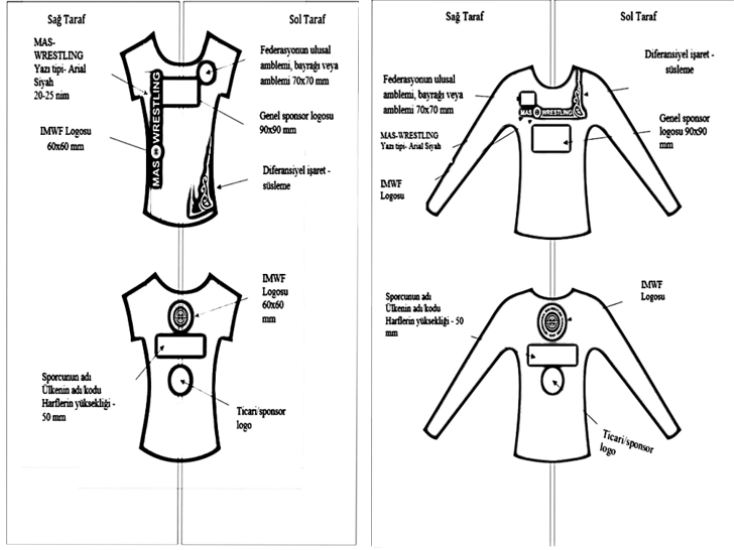 Sağ Taraf
Sol Taraf
MAS-
WRESTLING
Yazı tipi- Arial
Siyah
20-25 nim
Federasyonun ulusal
amblemi, bayrağı veya
amblemi 70x70 mm
IMWF Logosu
60x60 mm
Genel sponsor logosu
90x90 mm
Diferansiyel işaret -
süsleme
MAS WRESTLING
IMWF
Logosu
60x60
mm
Sporcunun adı
Ülkenin adı kodu
Harflerin yüksekliği -
50 mm
Ticari/sponsor
logo
Sağ Taraf
Sol Taraf
Diferansiyel işaret -
süsleme
Federasyonun ulusal
amblemi, bayrağı veya
amblemi 70x70 mm
MAS WRESTLING
Genel sponsor
logosu 90x90
mm
MAS-WRESTLING
Yazı tipi- Arial Siyah
IMWF
Logosu
IMWF
Logosu
Sporcunun adı
Ülkenin adı kodu
Harflerin yüksekliği - 50
mm
Ticari/sponsor
logo